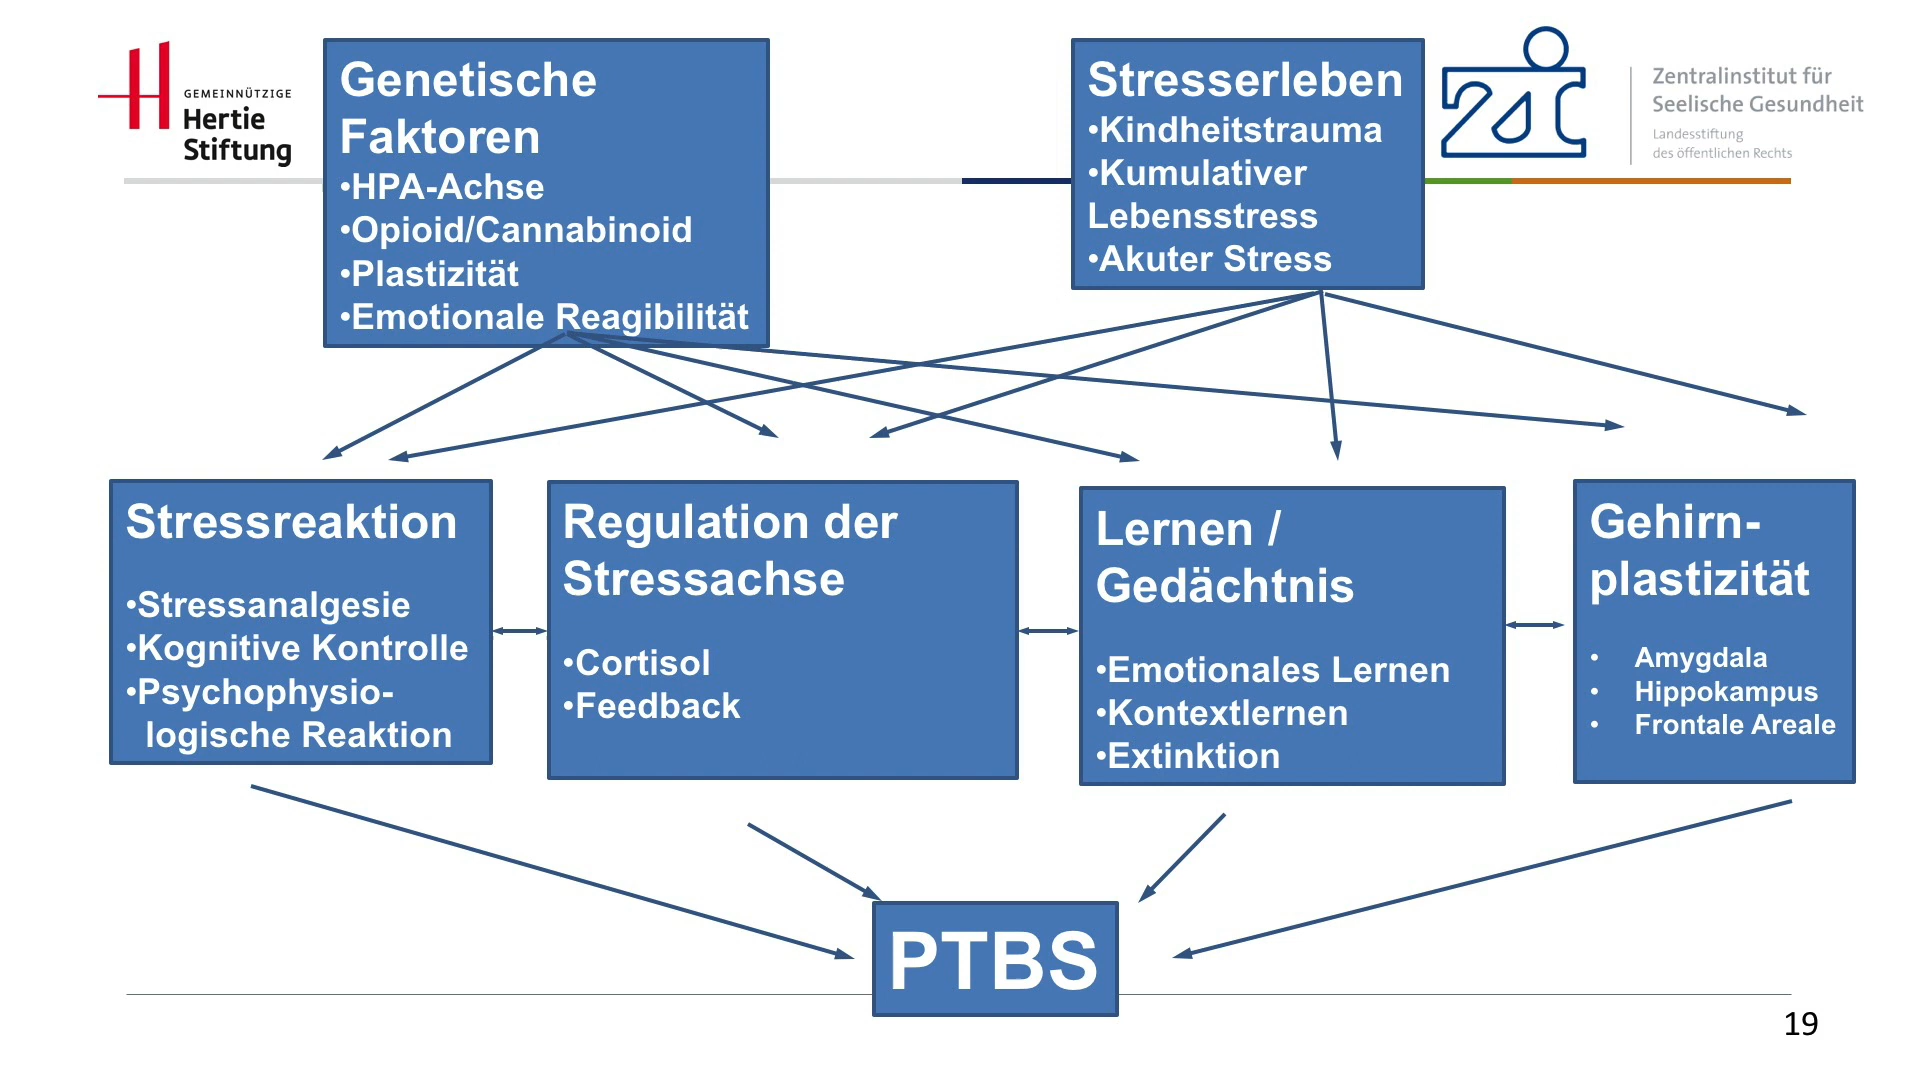 GEMEINNÜTZIGE
Hertie
Stiftung
Genetische
Faktoren
•HPA-Achse
•Opioid/Cannabinoid
•Plastizität
•Emotionale Reagibilität
Stresserleben
•Kindheitstrauma
•Kumulativer
Lebensstress
•Akuter Stress
zi
Zentralinstitut für
Seelische Gesundheit
Landesstiftung
des öffentlichen Rechts
Stressreaktion
•Stressanalgesie
•Kognitive Kontrolle
•Psychophysio-
logische Reaktion
Regulation der
Stressachse
•Cortisol
•Feedback
Lernen /
Gedächtnis
•Emotionales Lernen
•Kontextlernen
•Extinktion
Gehirn-
plastizität
• Amygdala
• Hippokampus
• Frontale Areale
PTBS
19